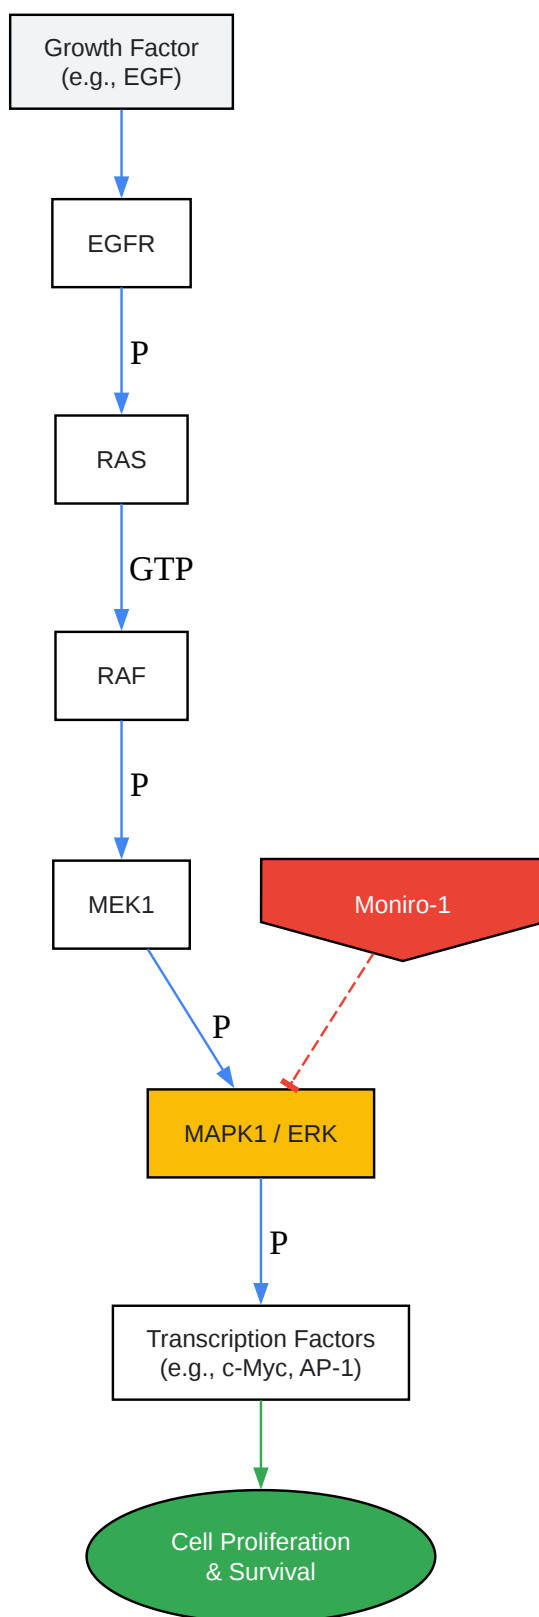 Growth Factor
(e.g., EGF)
EGFR
P
RAS
GTP
RAF
P
MEK1
Moniro-1
P
MAPK1 / ERK
P
Transcription Factors
(e.g., c-Myc, AP-1)
Cell Proliferation
& Survival